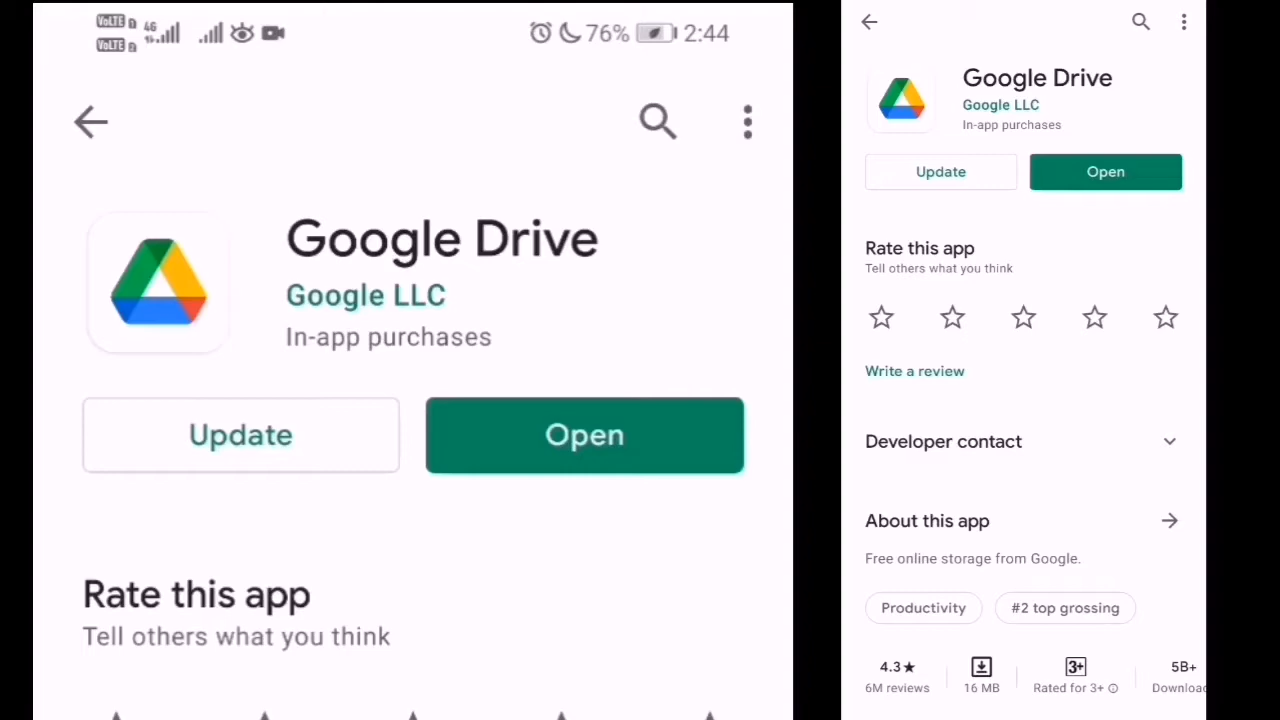 VoLTE 1 4G
VoLTE 2
76% 2:44
Google Drive
Google LLC
In-app purchases
Update
Open
Rate this app
Tell others what you think
Google Drive
Google LLC
In-app purchases
Update
Open
Rate this app
Tell others what you think
Write a review
Developer contact
About this app
Free online storage from Google.
Productivity
#2 top grossing
4.3★
6M reviews
16 MB
3+
Rated for 3+
5B+
Downloa